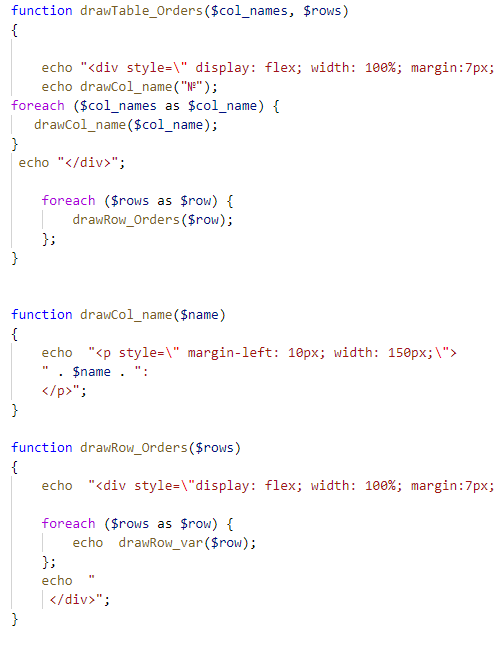 function drawTable_Orders($col_names, $rows)
{
echo "<div style=\" display: flex; width: 100%; margin:7px;
echo drawCol_name("№");
foreach ($col_names as $col_name) {
drawCol_name($col_name);
}
echo "</div>";
foreach ($rows as $row) {
drawRow_Orders($row);
};
}
function drawCol_name($name)
{
echo  "<p style=\" margin-left: 10px; width: 150px;\">
" . $name . ":
</p>";
}
function drawRow_Orders($rows)
{
echo  "<div style=\"display: flex; width: 100%; margin:7px;
foreach ($rows as $row) {
echo  drawRow_var($row);
};
echo  "
</div>";
}